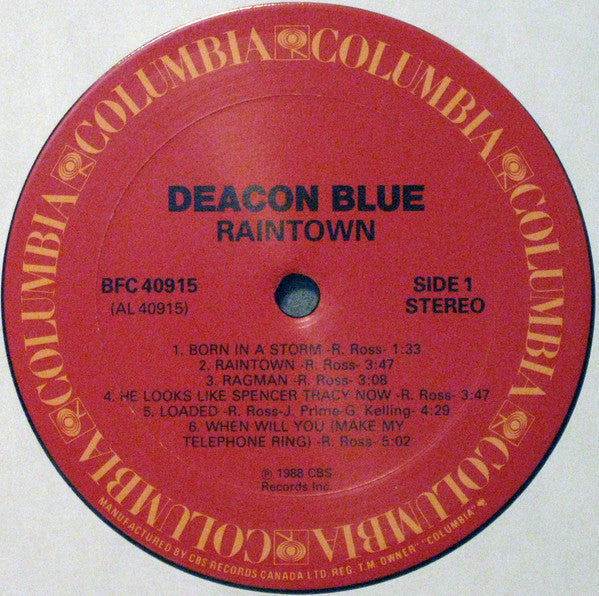 COLUMBIA COLUMBIA COLUMBIA COLUMBIA COLUMBIA COLUMBIA
DEACON BLUE
RAINTOWN
BFC 40915
(AL 40915)
SIDE 1
STEREO
1. BORN IN A STORM -R. Ross- 1:33
2. RAINTOWN -R. Ross- 3:47
3. RAGMAN -R. Ross- 3:08
4. HE LOOKS LIKE SPENCER TRACY NOW -R. Ross- 3:47
5. LOADED -R. Ross-J. Prime-G. Kelling- 4:29
6. WHEN WILL YOU (MAKE MY
TELEPHONE RING) -R. Ross- 5:02
℗ 1988 CBS
Records Inc.
MANUFACTURED BY CBS RECORDS CANADA LTD. REG. T.M. OWNER "COLUMBIA"